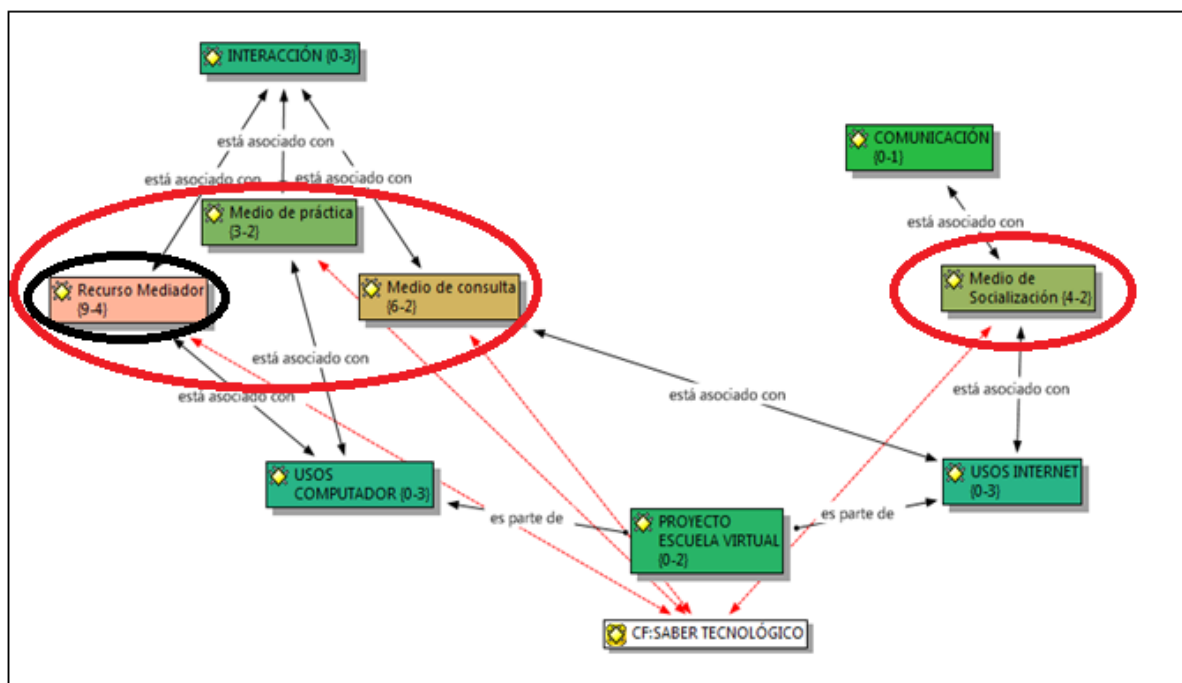 INTERACCIÓN {0-3}
está asociado con
está asociado con
está asociado con
COMUNICACIÓN
{0-1}
está asociado con
Medio de práctica
{3-2}
Recurso Mediador
{9-4}
Medio de consulta
{6-2}
Medio de
Socialización {4-2}
está asociado con
está asociado con
está asociado con
está asociado con
USOS
COMPUTADOR {0-3}
USOS INTERNET
{0-3}
es parte de
es parte de
PROYECTO
ESCUELA VIRTUAL
{0-2}
CF:SABER TECNOLÓGICO